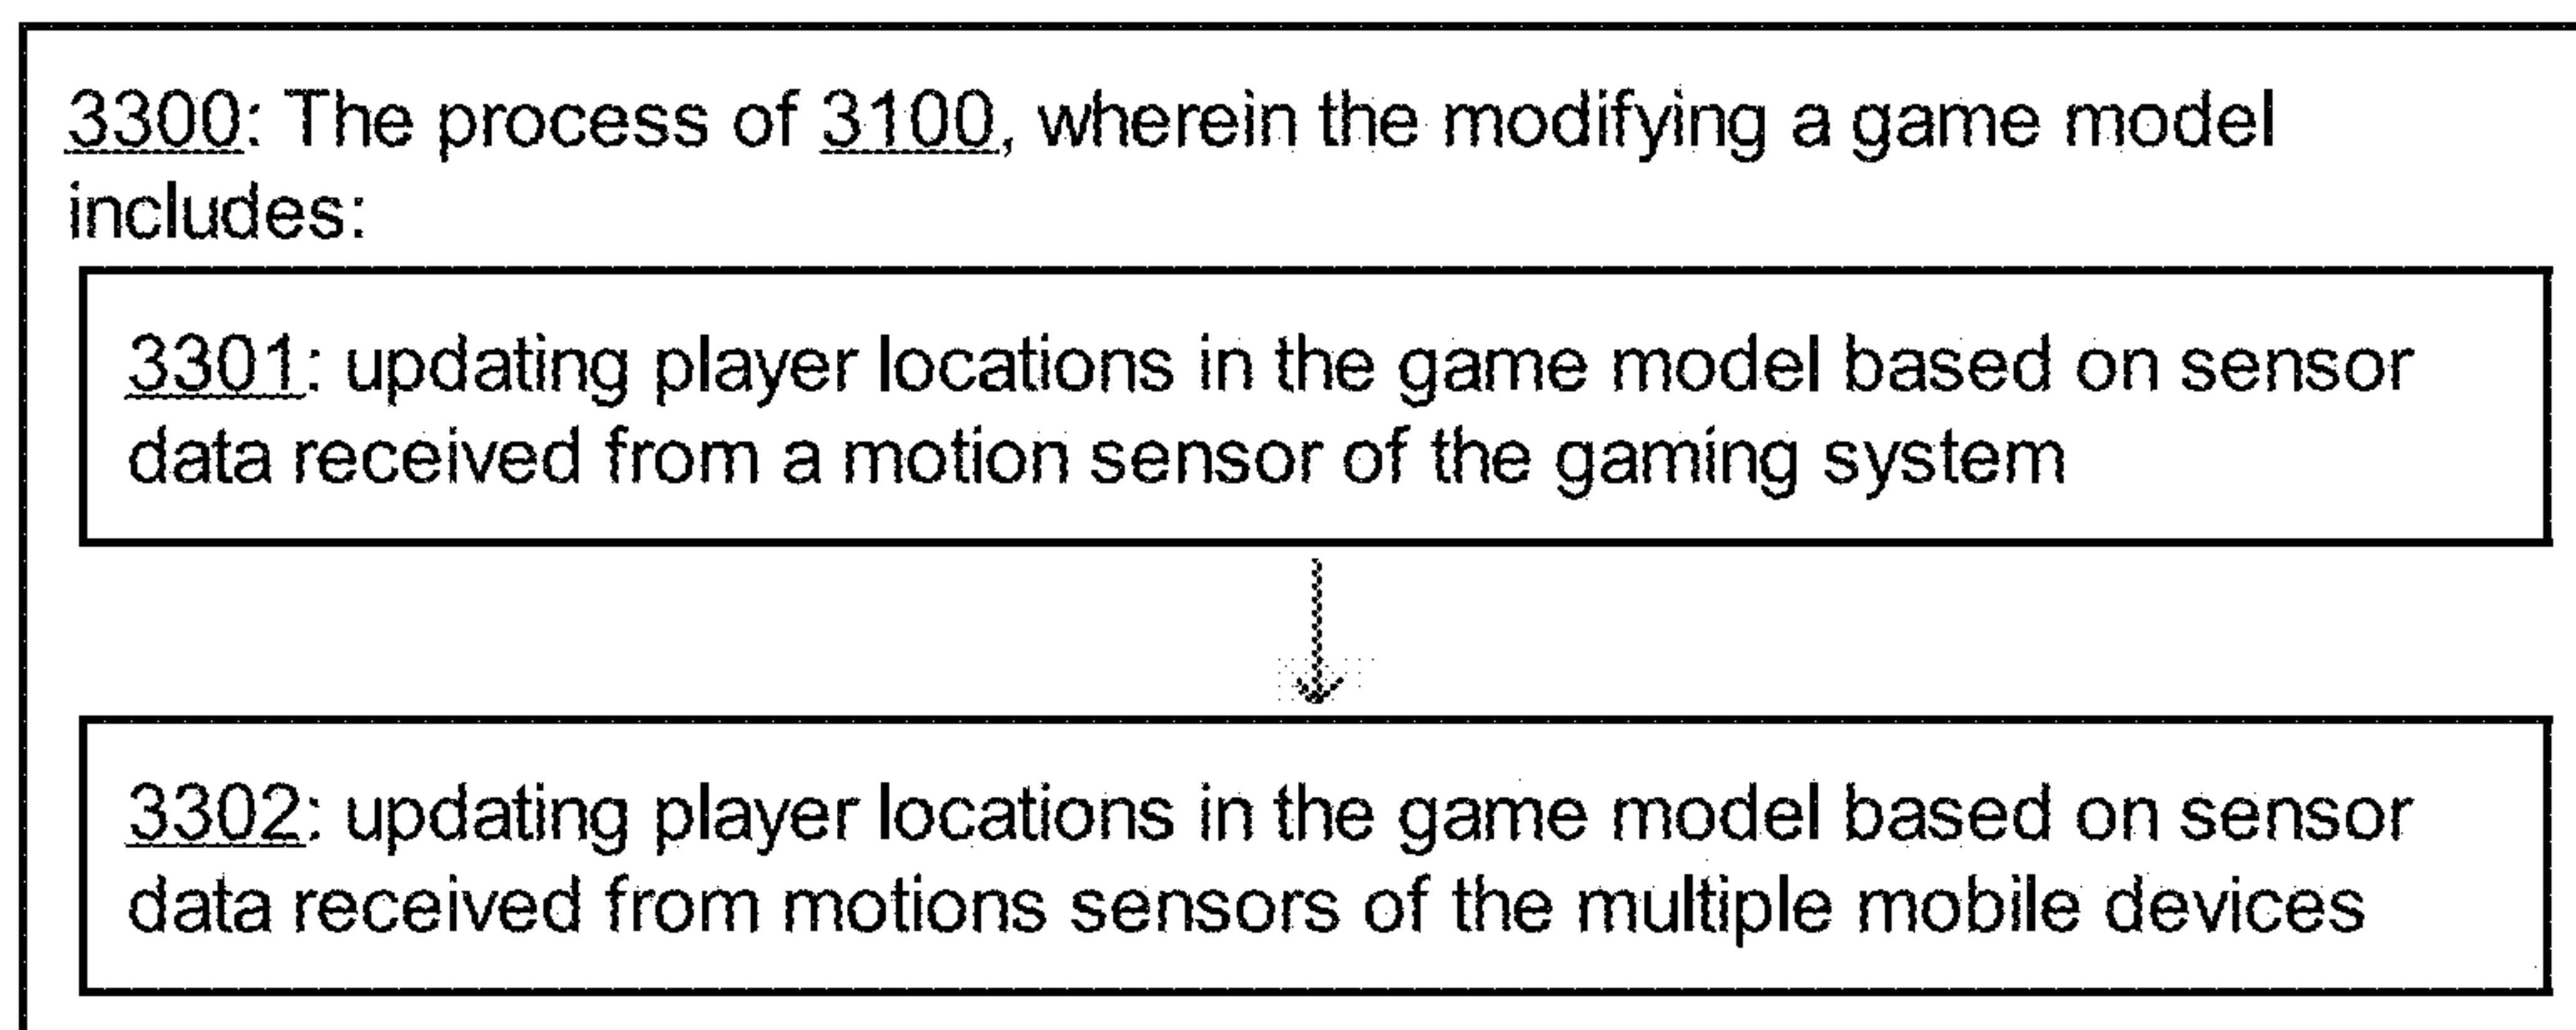 3300: The process of 3100, wherein the modifying a game model
includes:
3301: updating player locations in the game model based on sensor
data received from a motion sensor of the gaming system
3302: updating player locations in the game model based on sensor
data received from motions sensors of the multiple mobile devices